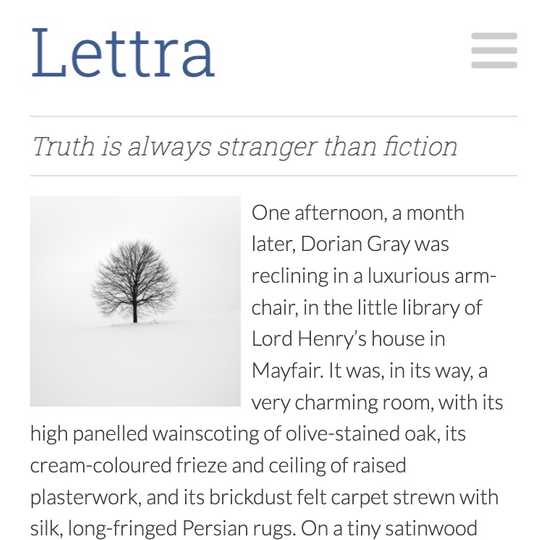 Lettra
Truth is always stranger than fiction
One afternoon, a month
later, Dorian Gray was
reclining in a luxurious arm-
chair, in the little library of
Lord Henry’s house in
Mayfair. It was, in its way, a
very charming room, with its
high panelled wainscoting of olive-stained oak, its
cream-coloured frieze and ceiling of raised
plasterwork, and its brickdust felt carpet strewn with
silk, long-fringed Persian rugs. On a tiny satinwood